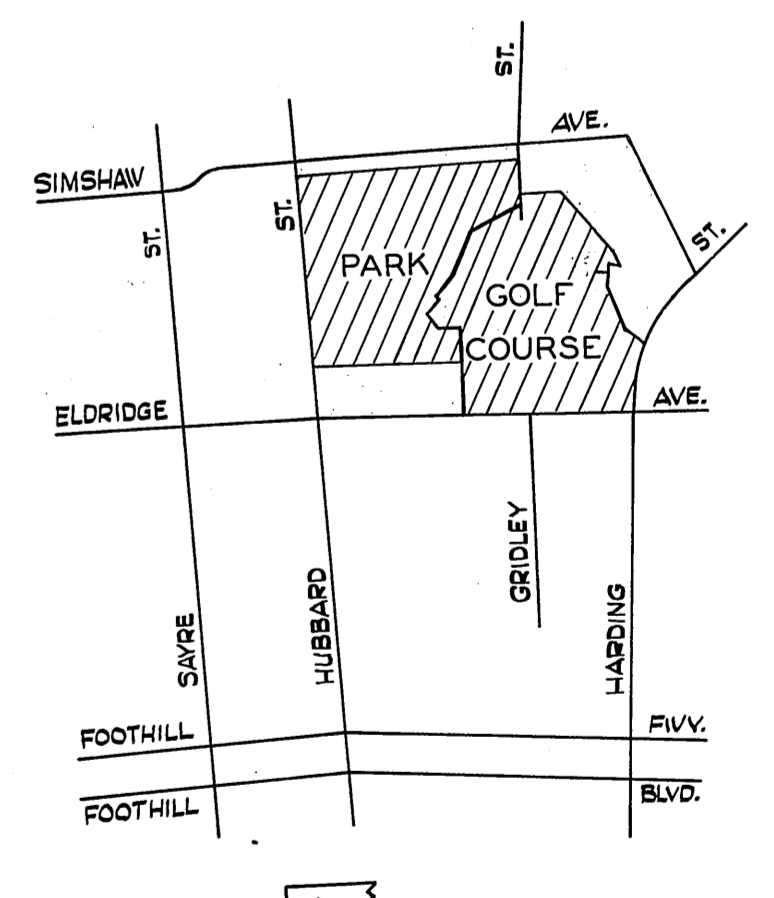 ST.
AVE.
SIMSHAW
ST.
ST.
ST.
PARK
GOLF
COURSE
ELDRIDGE
AVE.
GRIDLEY
HUBBARD
HARDING
SAYRE
FOOTHILL
FWY.
FOOTHILL
BLVD.